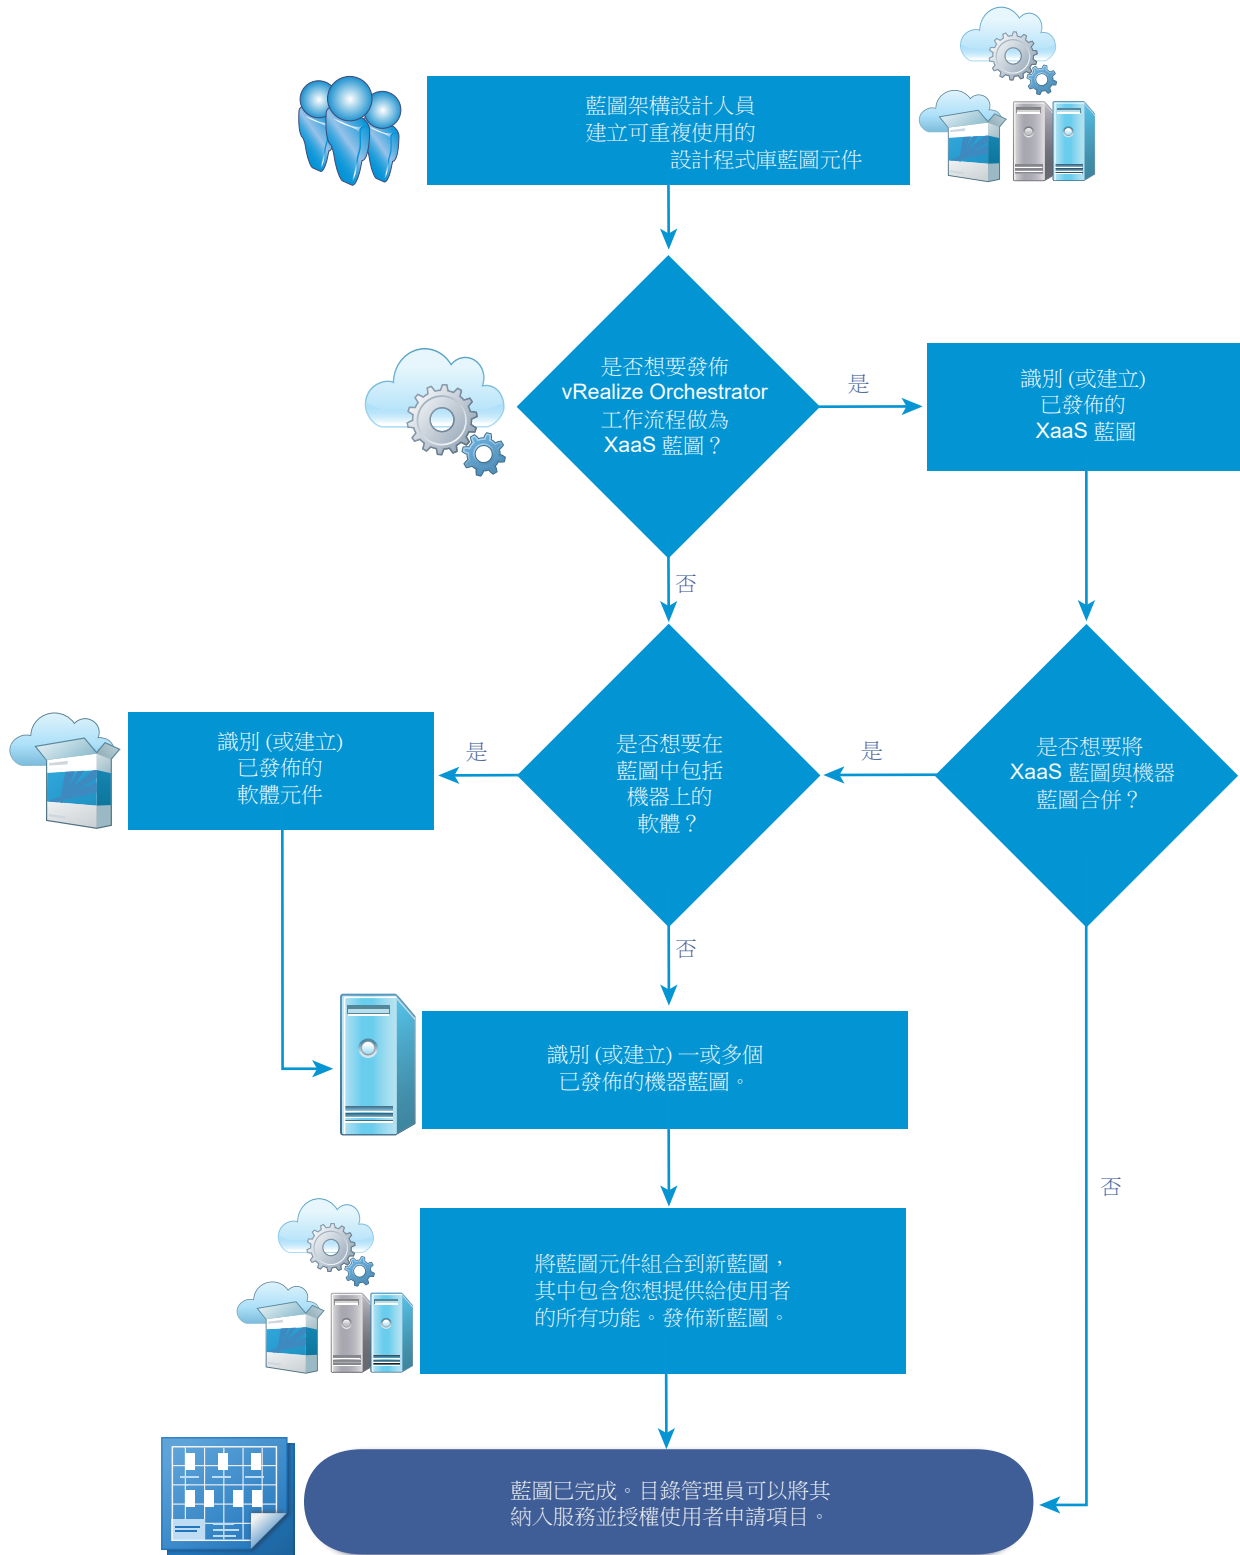 藍圖架構設計人員
建立可重複使用的
設計程式庫藍圖元件
是否想要發佈
vRealize Orchestrator
工作流程做為
XaaS 藍圖？
是
識別 (或建立)
已發佈的
XaaS 藍圖
否
識別 (或建立)
已發佈的
軟體元件
是
是否想要在
藍圖中包括
機器上的
軟體？
是
是否想要將
XaaS 藍圖與機器
藍圖合併？
否
識別 (或建立) 一或多個
已發佈的機器藍圖。
否
將藍圖元件組合到新藍圖，
其中包含您想提供給使用者
的所有功能。發佈新藍圖。
藍圖已完成。目錄管理員可以將其
納入服務並授權使用者申請項目。